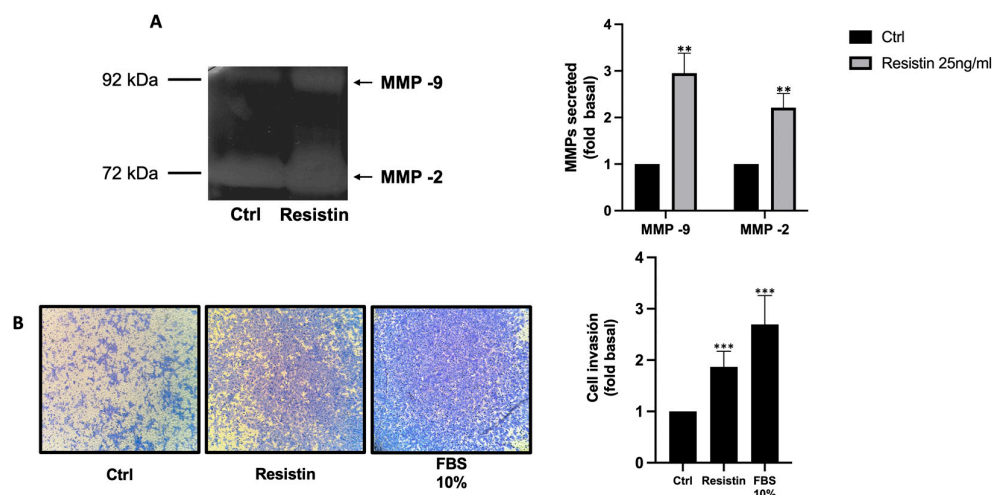 A
92 kDa
MMP -9
72 kDa
MMP -2
Ctrl Resistin
MMPs secreted
(fold basal)
4
3
2
1
0
**
**
MMP -9 MMP -2
Ctrl
Resistin 25ng/ml
B
Ctrl
Resistin
FBS
10%
Cell invasión
(fold basal)
4
3
2
1
0
***
***
Ctrl Resistin FBS
10%